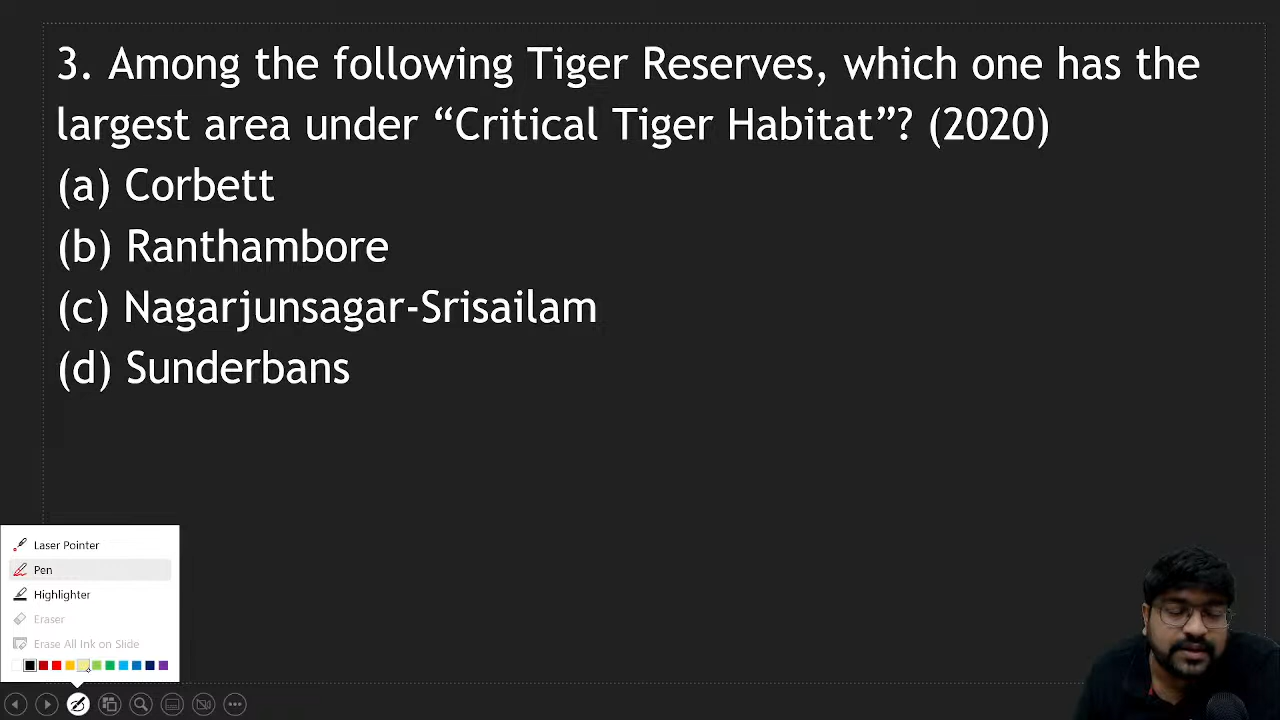 3. Among the following Tiger Reserves, which one has the
largest area under “Critical Tiger Habitat”? (2020)
(a) Corbett
(b) Ranthambore
(c) Nagarjunsagar-Srisailam
(d) Sunderbans
Laser Pointer
Pen
Highlighter
Eraser
Erase All Ink on Slide